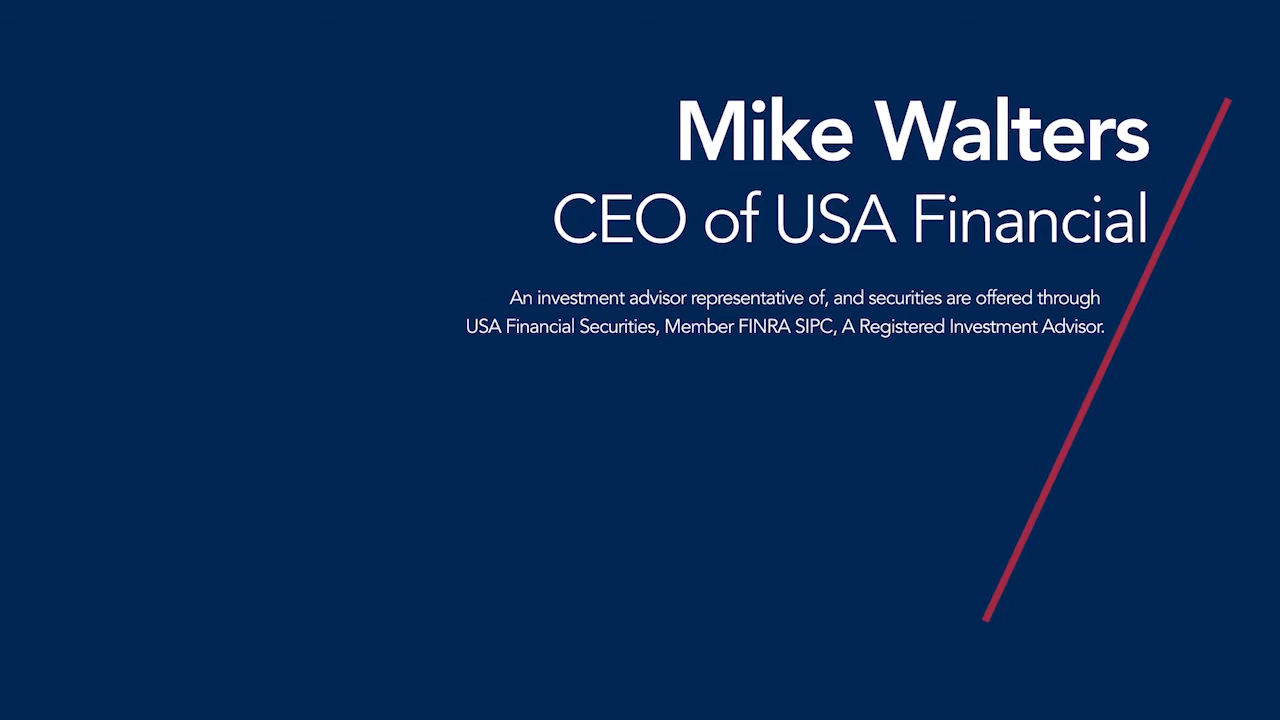 Mike Walters
CEO of USA Financial
An investment advisor representative of, and securities are offered through
USA Financial Securities, Member FINRA SIPC, A Registered Investment Advisor.